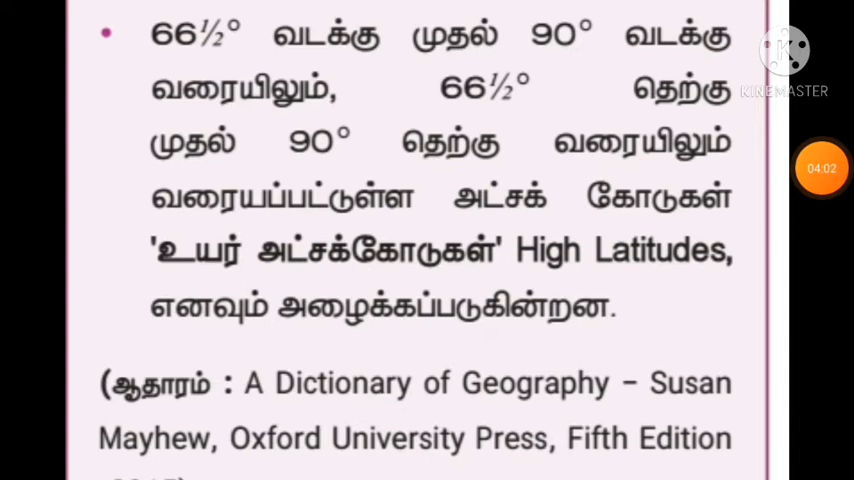 • 66½° வடக்கு முதல் 90° வடக்கு
வரையிலும், 66½° தெற்கு
முதல் 90° தெற்கு வரையிலும்
வரையப்பட்டுள்ள அட்சக் கோடுகள்
'உயர் அட்சக்கோடுகள்' High Latitudes,
எனவும் அழைக்கப்படுகின்றன.
(ஆதாரம் : A Dictionary of Geography – Susan
Mayhew, Oxford University Press, Fifth Edition
K
KINEMASTER
04:02